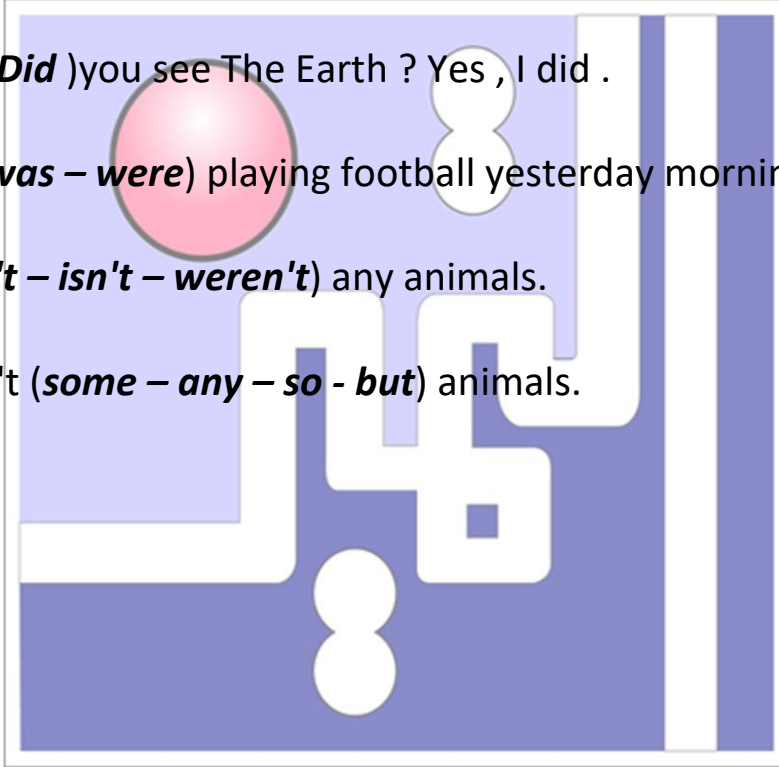 Did )you see The Earth ? Yes , I did .
was – were) playing football yesterday
't – isn't – weren't) any animals.
't (some – any – so - but) animals.